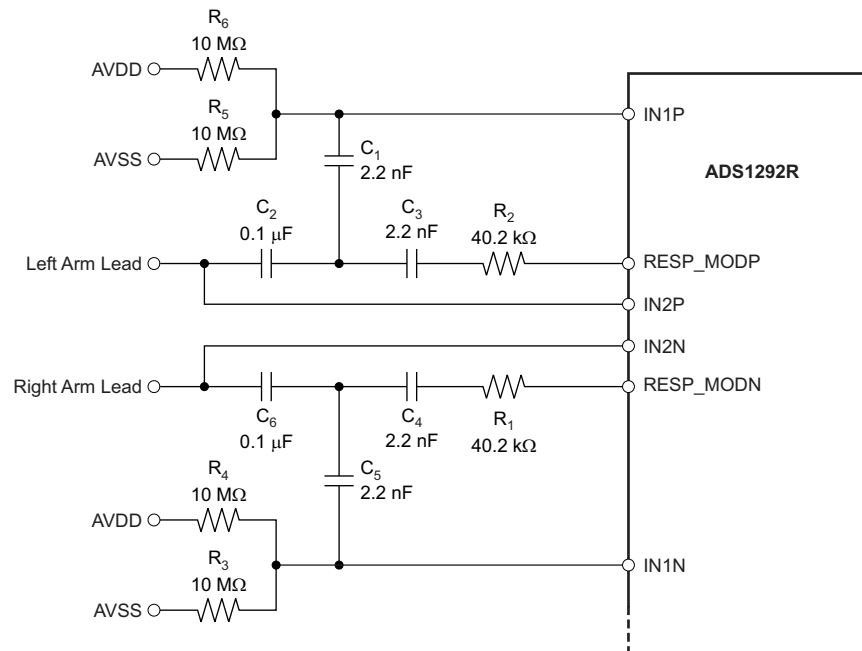 R6
10 MΩ
AVDD
R5
10 MΩ
AVSS
IN1P
ADS1292R
C1
2.2 nF
C2
0.1 μF
C3
2.2 nF
R2
40.2 kΩ
Left Arm Lead
RESP_MODP
IN2P
IN2N
Right Arm Lead
RESP_MODN
C6
0.1 μF
C4
2.2 nF
R1
40.2 kΩ
C5
2.2 nF
R4
10 MΩ
AVDD
R3
10 MΩ
AVSS
IN1N